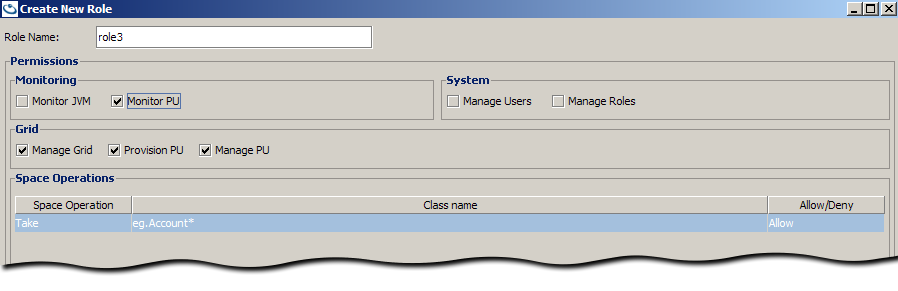 Create New Role
Role Name: role3
Permissions
Monitoring System
Monitor JVM Monitor PU Manage Users Manage Roles
Grid
Manage Grid Provision PU Manage PU
Space Operations
Space Operation Class name Allow/Deny
Take eg.Account* Allow